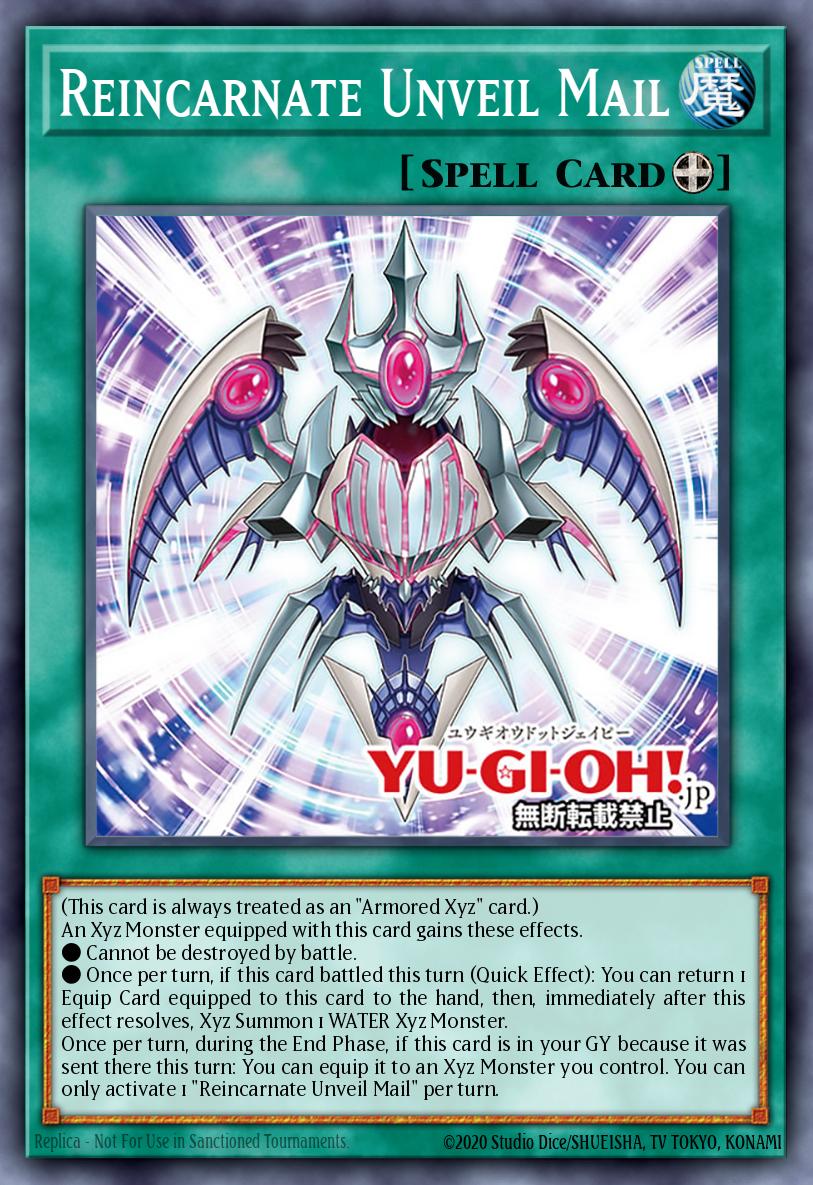 REINCARNATE UNVEIL MAIL
SPELL
魔
[SPELL CARD]
ユウギオウドットジェイピー
YU-GI-OH!.jp
無断転載禁止
(This card is always treated as an "Armored Xyz" card.)
An Xyz Monster equipped with this card gains these effects.
● Cannot be destroyed by battle.
● Once per turn, if this card battled this turn (Quick Effect): You can return 1
Equip Card equipped to this card to the hand, then, immediately after this
effect resolves, Xyz Summon 1 WATER Xyz Monster.
Once per turn, during the End Phase, if this card is in your GY because it was
sent there this turn: You can equip it to an Xyz Monster you control. You can
only activate 1 "Reincarnate Unveil Mail" per turn.
Replica - Not For Use in Sanctioned Tournaments.
©2020 Studio Dice/SHUEISHA, TV TOKYO, KONAMI